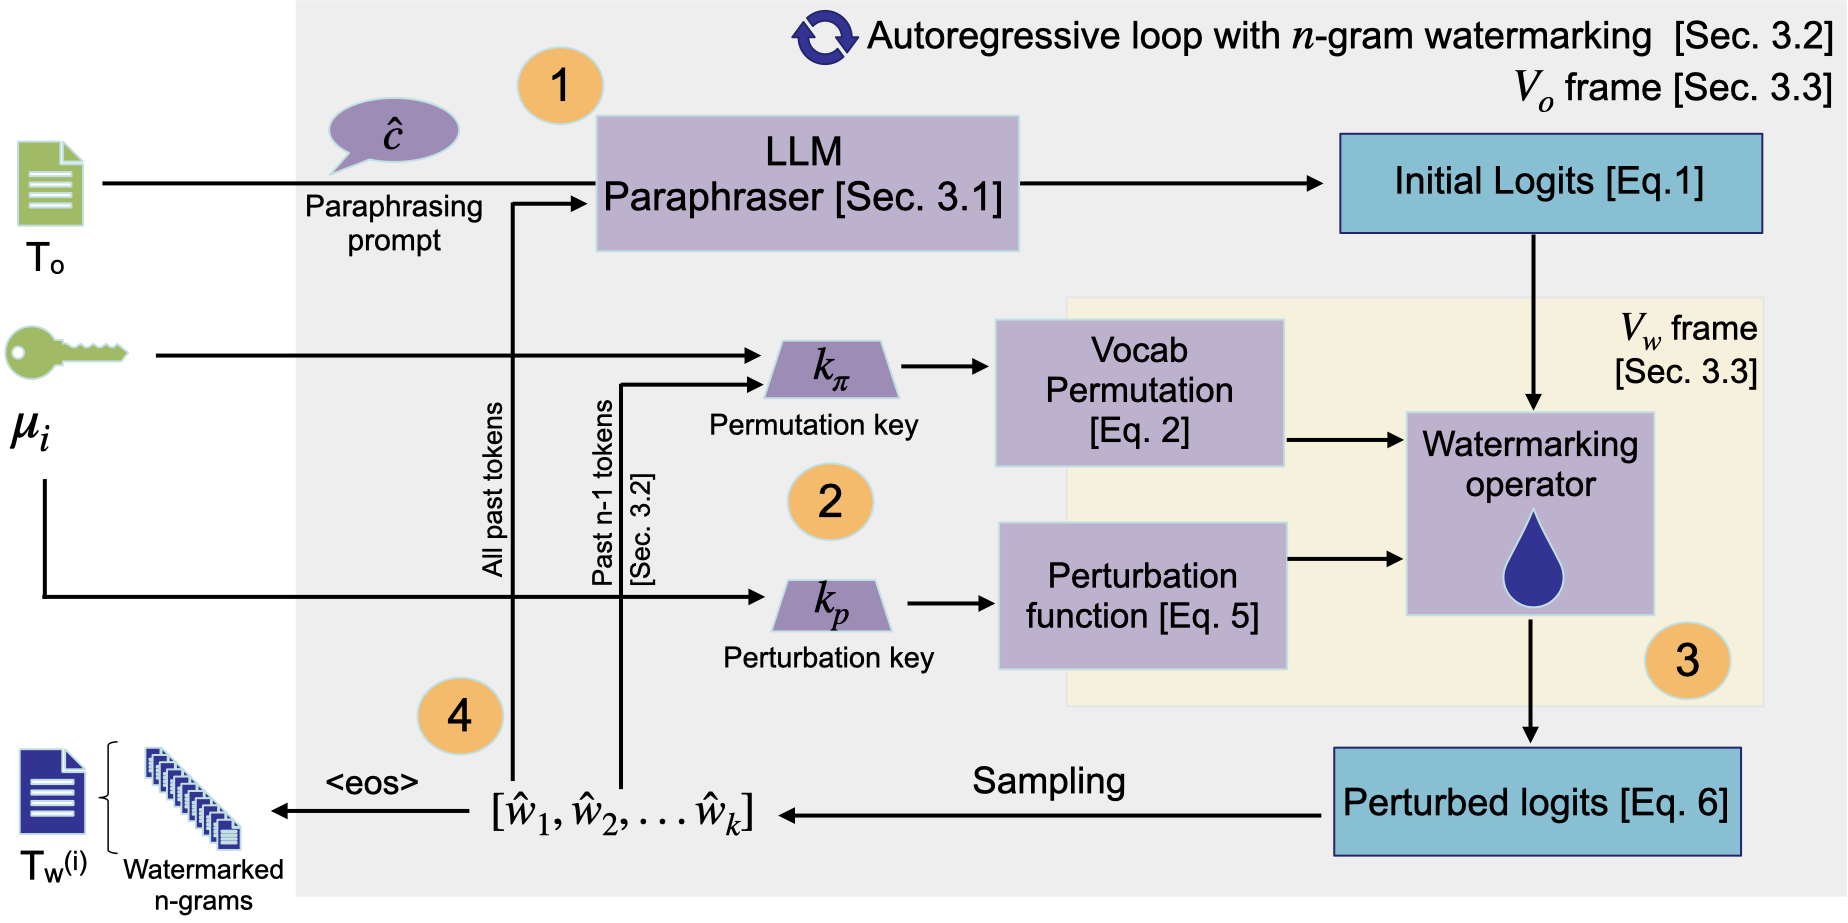 Autoregressive loop with n-gram watermarking [Sec. 3.2]
V_o frame [Sec. 3.3]
1
ĉ
Paraphrasing
prompt
LLM
Paraphraser [Sec. 3.1]
Initial Logits [Eq.1]
T_o
μ_i
k_π
Permutation key
Vocab
Permutation
[Eq. 2]
V_w frame
[Sec. 3.3]
Watermarking
operator
All past tokens
Past n-1 tokens
[Sec. 3.2]
2
k_p
Perturbation key
Perturbation
function [Eq. 5]
3
4
T_w^(i)
Watermarked
n-grams
<eos>
[ŵ_1, ŵ_2, . . . ŵ_k]
Sampling
Perturbed logits [Eq. 6]